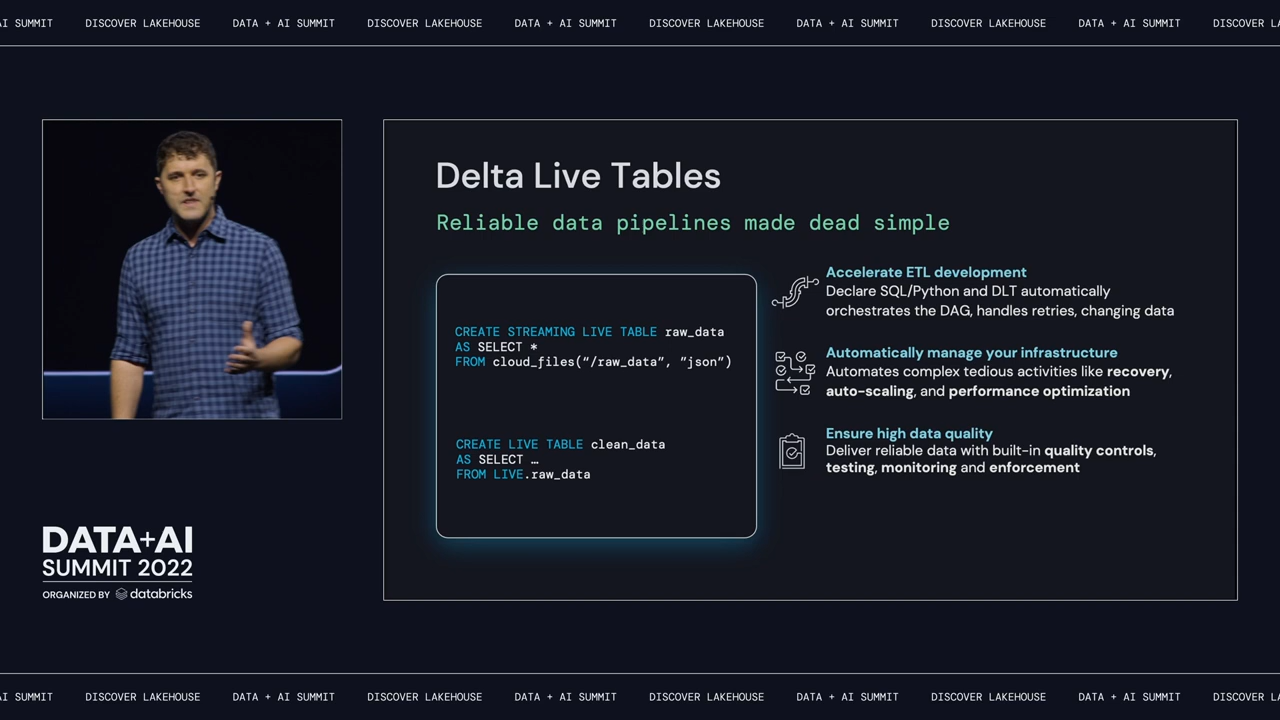 AI SUMMIT DISCOVER LAKEHOUSE DATA + AI SUMMIT DISCOVER LAKEHOUSE DATA + AI SUMMIT DISCOVER LAKEHOUSE DATA + AI SUMMIT DISCOVER LAKEHOUSE DATA + AI SUMMIT DISCOVER LA
Delta Live Tables
Reliable data pipelines made dead simple
CREATE STREAMING LIVE TABLE raw_data
AS SELECT *
FROM cloud_files(“/raw_data”, ”json”)
CREATE LIVE TABLE clean_data
AS SELECT …
FROM LIVE.raw_data
Accelerate ETL development
Declare SQL/Python and DLT automatically
orchestrates the DAG, handles retries, changing data
Automatically manage your infrastructure
Automates complex tedious activities like recovery,
auto-scaling, and performance optimization
Ensure high data quality
Deliver reliable data with built-in quality controls,
testing, monitoring and enforcement
DATA+AI
SUMMIT 2022
ORGANIZED BY databricks
AI SUMMIT DISCOVER LAKEHOUSE DATA + AI SUMMIT DISCOVER LAKEHOUSE DATA + AI SUMMIT DISCOVER LAKEHOUSE DATA + AI SUMMIT DISCOVER LAKEHOUSE DATA + AI SUMMIT DISCOVER LA